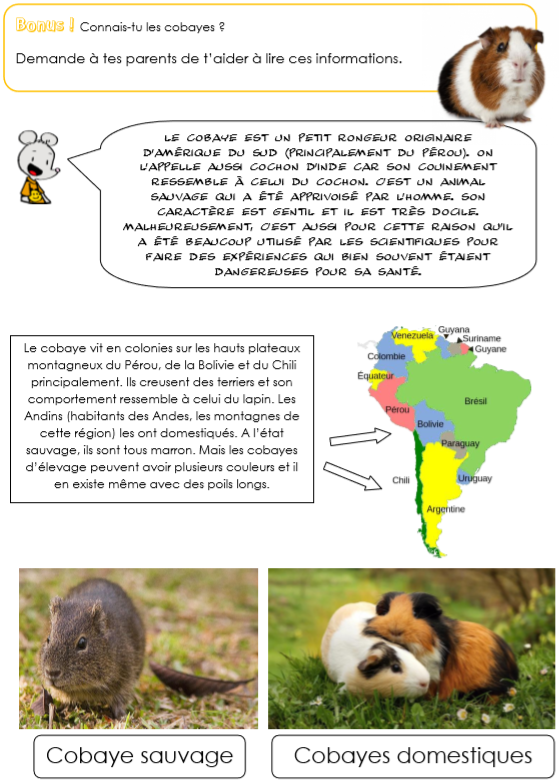 Bonus ! Connais-tu les cobayes ?
Demande à tes parents de t'aider à lire ces informations.
LE COBAYE EST UN PETIT RONGEUR ORIGINAIRE
D'AMÉRIQUE DU SUD (PRINCIPALEMENT DU PÉROU). ON
L'APPELLE AUSSI COCHON D'INDE CAR SON COUINEMENT
RESSEMBLE À CELUI DU COCHON. C'EST UN ANIMAL
SAUVAGE QUI A ÉTÉ APPRIVOISÉ PAR L'HOMME. SON
CARACTÈRE EST GENTIL ET IL EST TRÈS DOCILE.
MALHEUREUSEMENT, C'EST AUSSI POUR CETTE RAISON QU'IL
A ÉTÉ BEAUCOUP UTILISÉ PAR LES SCIENTIFIQUES POUR
FAIRE DES EXPÉRIENCES QUI BIEN SOUVENT ÉTAIENT
DANGEREUSES POUR SA SANTÉ.
Le cobaye vit en colonies sur les hauts plateaux
montagneux du Pérou, de la Bolivie et du Chili
principalement. Ils creusent des terriers et son
comportement ressemble à celui du lapin. Les
Andins (habitants des Andes, les montagnes de
cette région) les ont domestiqués. A l'état
sauvage, ils sont tous marron. Mais les cobayes
d'élevage peuvent avoir plusieurs couleurs et il
en existe même avec des poils longs.
Venezuela
Guyana
Suriname
Guyane
Colombie
Équateur
Brésil
Pérou
Bolivie
Paraguay
Chili
Uruguay
Argentine
Cobaye sauvage
Cobayes domestiques